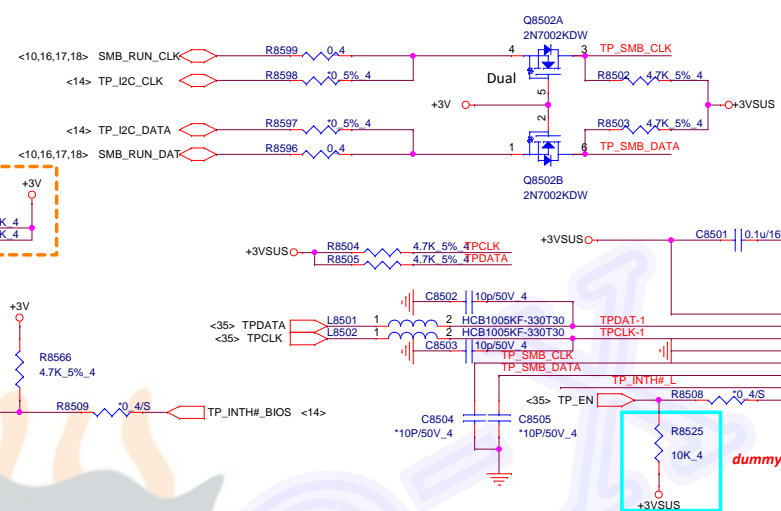 Q8502A
2N7002KDW
<10,16,17,18> SMB_RUN_CLK R8599 0_4 4 3 TP_SMB_CLK
<14> TP_I2C_CLK R8598 *0_5%_4 Dual 5 R8502 4.7K_5%_4
+3V +3VSUS
<14> TP_I2C_DATA R8597 *0_5%_4 2 R8503 4.7K_5%_4
<10,16,17,18> SMB_RUN_DAT R8596 0_4 1 6 TP_SMB_DATA
Q8502B
2N7002KDW
+3V
K_4
K_4
+3VSUS R8504 4.7K_5%_4 TPCLK
R8505 4.7K_5%_4 TPDATA
+3VSUS C8501 0.1u/16
+3V
R8566
4.7K_5%_4
R8509 *0_4/S TP_INTH#_BIOS <14>
C8502 10p/50V_4
<35> TPDATA L8501 1 2 HCB1005KF-330T30 TPDAT-1
<35> TPCLK L8502 1 2 HCB1005KF-330T30 TPCLK-1
C8503 10p/50V_4
TP_SMB_CLK
TP_SMB_DATA
TP_INTH#_L
<35> TP_EN R8508 *0_4/S
C8504 C8505
*10P/50V_4 *10P/50V_4
R8525
10K_4
dummy
+3VSUS